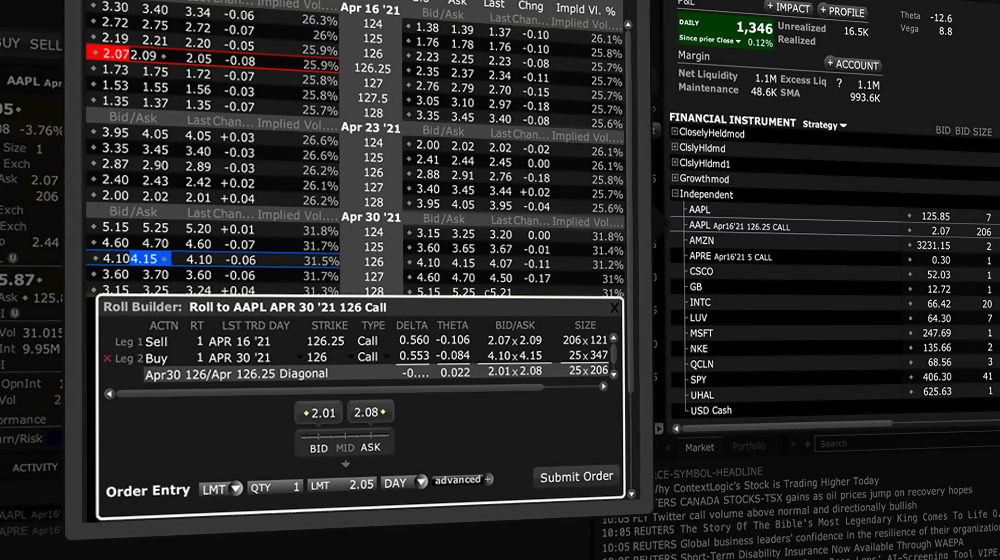 BUY SELL
AAPL Apr
-3.76%
Size 1
Exch
Ask 2.07
206
Exch
Exch
2.44
5.87
125.8
Vol 31.015
Int 9.95M
OptnInt
Return/Risk
ACTIVITY
AAPL Apr16'
APRE Apr16'
3.30 3.40 3.34 -0.06 26.3%
2.72 2.75 2.72 -0.07 26%
2.19 2.21 2.20 -0.05 25.9%
2.07 2.09 2.05 -0.08 25.9%
1.73 1.75 1.72 -0.07 25.8%
1.53 1.55 1.56 -0.03 25.8%
1.35 1.37 1.35 -0.07 25.7%
Bid/Ask Last Chan... Implied Vol....
3.95 4.05 4.05 +0.03 26.6%
3.35 3.45 3.40 -0.03 26.6%
2.87 2.90 2.89 -0.03 26.2%
2.40 2.43 2.42 +0.02 26.1%
2.00 2.02 2.01 +0.04 26.2%
Bid/Ask Last Chan... Implied Vol....
5.15 5.25 5.20 +0.01 31.8%
4.60 4.70 4.60 -0.07 31.7%
4.10 4.15 4.10 -0.06 31.5%
3.60 3.70 3.60 -0.06 31.7%
3.15 3.25 3.24 31.3%
Apr 16 '21
124
125
126
126.25
127
127.5
128
Apr 23 '21
124
125
126
127
128
Apr 30 '21
124
125
126
127
128
Bid Ask Last Chng Impld Vl. %
Bid/Ask Last Chan... Implied Vol....
1.38 1.39 1.37 -0.10 26.1%
1.76 1.78 1.76 -0.10 25.8%
2.23 2.25 2.23 -0.08 26.1%
2.35 2.37 2.34 -0.11 25.7%
2.76 2.79 2.70 -0.15 25.8%
3.05 3.10 2.97 -0.18 25.7%
3.35 3.45 3.40 -0.08 25.6%
Bid/Ask Last Chan... Implied Vol....
2.00 2.02 2.02 -0.02 26.1%
2.41 2.44 2.45 0.00 26.1%
2.88 2.91 2.76 -0.18 25.8%
3.40 3.45 3.44 +0.02 25.7%
3.95 4.05 3.95 -0.04 25.6%
Bid/Ask Last Chan... Implied Vol....
3.15 3.25 3.20 0.00 31.8%
3.60 3.65 3.67 -0.01 31.4%
4.10 4.15 4.07 -0.11 31.2%
4.60 4.70 4.50 -0.17 31%
5.15 5.25 c5.21 31%
Roll Builder: Roll to AAPL APR 30 '21 126 Call X
ACTN RT LST TRD DAY STRIKE TYPE DELTA THETA BID/ASK SIZE
Leg 1 Sell 1 APR 16 '21 126.25 Call 0.560 -0.106 2.07 x 2.09 206 x 121
Leg 2 Buy 1 APR 30 '21 126 Call 0.553 -0.084 4.10 x 4.15 25 x 347
Apr30 126/Apr 126.25 Diagonal -0.... 0.022 2.01 x 2.08 25 x 206
2.01 2.08
BID MID ASK
Order Entry LMT QTY 1 LMT 2.05 DAY advanced + Submit Order
P&L + IMPACT + PROFILE
DAILY 1,346 Unrealized 16.5K
Since prior Close 0.12% Realized
Theta -12.6
Vega 8.8
Margin + ACCOUNT
Net Liquidity 1.1M Excess Liq ? 1.1M
Maintenance 48.6K SMA 993.6K
FINANCIAL INSTRUMENT Strategy BID BID SIZE
CloselyHeldmod
ClslyHldmd
ClslyHldmd1
Growthmod
Independent
AAPL 125.85 7
AAPL Apr16'21 126.25 CALL 2.07 206
AMZN 3231.15 2
APRE Apr16'21 5 CALL 0.30 1
CSCO 52.03 1
GB 12.72 1
INTC 66.42 20
LUV 64.30 4
MSFT 247.69 1
NKE 135.66 2
QCLN 68.56 3
SPY 406.30 41
UHAL 625.63 1
USD Cash
Market Portfolio Search
CE-SYMBOL-HEADLINE
Why ContextLogic's Stock is Trading Higher Today
REUTERS CANADA STOCKS-TSX gains as oil prices jump on recovery hopes
10:05 FLY Twitter call volume above normal and directionally bullish
10:05 REUTERS The Story Of The Bible's Most Legendary King Comes To Life
10:05 REUTERS Global business leaders' confidence in the resilience of their organization
REUTERS Short-Term Disability Insurance Now Available Through WAEPA
AI-Screening Tool VIPE